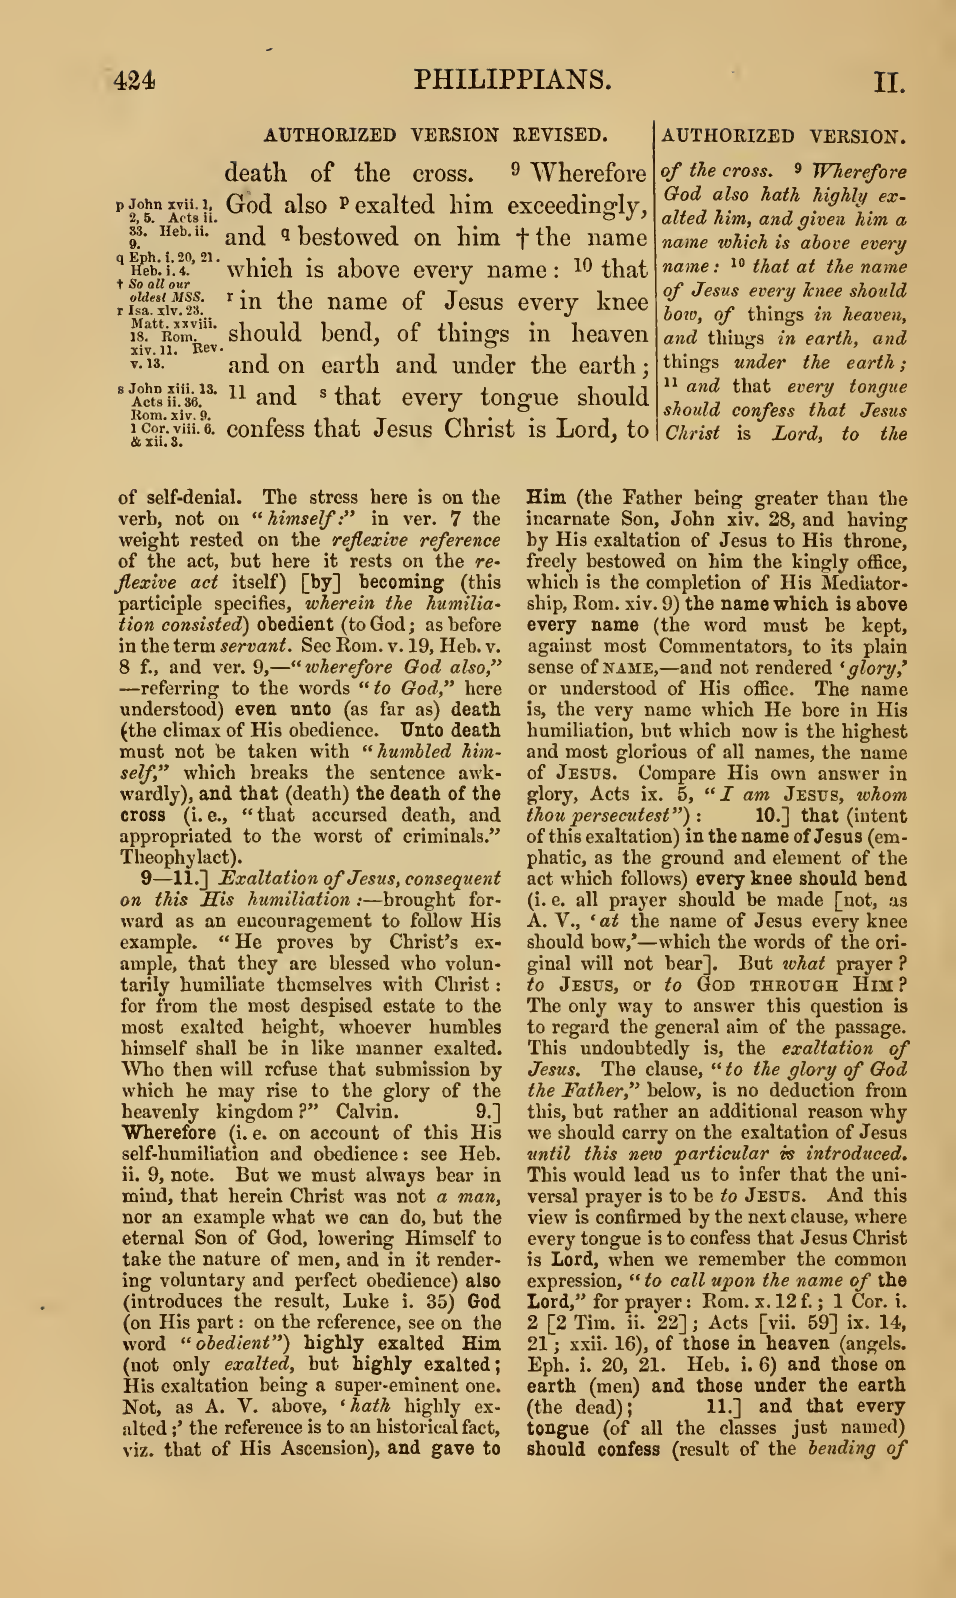 424 PHILIPPIANS. II.
AUTHORIZED VERSION REVISED.
death of the cross. 9 Wherefore
God also p exalted him exceedingly,
and q bestowed on him † the name
which is above every name : 10 that
r in the name of Jesus every knee
should bend, of things in heaven
and on earth and under the earth ;
11 and s that every tongue should
confess that Jesus Christ is Lord, to
p John xvii. 1,
2, 5. Acts ii.
33. Heb. ii.
9.
q Eph. i. 20, 21.
Heb. i. 4.
† So all our
oldest MSS.
r Isa. xlv. 23.
Matt. xxviii.
18. Rom.
xiv. 11. Rev.
v. 13.
s John xiii. 13.
Acts ii. 36.
Rom. xiv. 9.
1 Cor. viii. 6.
& xii. 3.
AUTHORIZED VERSION.
of the cross. 9 Wherefore
God also hath highly ex-
alted him, and given him a
name which is above every
name : 10 that at the name
of Jesus every knee should
bow, of things in heaven,
and things in earth, and
things under the earth ;
11 and that every tongue
should confess that Jesus
Christ is Lord, to the
of self-denial. The stress here is on the
verb, not on “himself:” in ver. 7 the
weight rested on the reflexive reference
of the act, but here it rests on the re-
flexive act itself) [by] becoming (this
participle specifies, wherein the humilia-
tion consisted) obedient (to God; as before
in the term servant. See Rom. v. 19, Heb. v.
8 f., and ver. 9,—“wherefore God also,”
—referring to the words “to God,” here
understood) even unto (as far as) death
(the climax of His obedience. Unto death
must not be taken with “humbled him-
self,” which breaks the sentence awk-
wardly), and that (death) the death of the
cross (i. e., “that accursed death, and
appropriated to the worst of criminals.”
Theophylact).
9—11.] Exaltation of Jesus, consequent
on this His humiliation :—brought for-
ward as an encouragement to follow His
example. “He proves by Christ's ex-
ample, that they are blessed who volun-
tarily humiliate themselves with Christ :
for from the most despised estate to the
most exalted height, whoever humbles
himself shall be in like manner exalted.
Who then will refuse that submission by
which he may rise to the glory of the
heavenly kingdom ?” Calvin. 9.]
Wherefore (i. e. on account of this His
self-humiliation and obedience : see Heb.
ii. 9, note. But we must always bear in
mind, that herein Christ was not a man,
nor an example what we can do, but the
eternal Son of God, lowering Himself to
take the nature of men, and in it render-
ing voluntary and perfect obedience) also
(introduces the result, Luke i. 35) God
(on His part : on the reference, see on the
word “obedient”) highly exalted Him
(not only exalted, but highly exalted ;
His exaltation being a super-eminent one.
Not, as A. V. above, ‘hath highly ex-
alted ;’ the reference is to an historical fact,
viz. that of His Ascension), and gave to
Him (the Father being greater than the
incarnate Son, John xiv. 28, and having
by His exaltation of Jesus to His throne,
freely bestowed on him the kingly office,
which is the completion of His Mediator-
ship, Rom. xiv. 9) the name which is above
every name (the word must be kept,
against most Commentators, to its plain
sense of NAME,—and not rendered ‘glory,’
or understood of His office. The name
is, the very name which He bore in His
humiliation, but which now is the highest
and most glorious of all names, the name
of JESUS. Compare His own answer in
glory, Acts ix. 5, “I am JESUS, whom
thou persecutest”) : 10.] that (intent
of this exaltation) in the name of Jesus (em-
phatic, as the ground and element of the
act which follows) every knee should bend
(i. e. all prayer should be made [not, as
A. V., ‘at the name of Jesus every knee
should bow,’—which the words of the ori-
ginal will not bear]. But what prayer ?
to JESUS, or to GOD THROUGH HIM ?
The only way to answer this question is
to regard the general aim of the passage.
This undoubtedly is, the exaltation of
Jesus. The clause, “to the glory of God
the Father,” below, is no deduction from
this, but rather an additional reason why
we should carry on the exaltation of Jesus
until this new particular is introduced.
This would lead us to infer that the uni-
versal prayer is to be to JESUS. And this
view is confirmed by the next clause, where
every tongue is to confess that Jesus Christ
is Lord, when we remember the common
expression, “to call upon the name of the
Lord,” for prayer : Rom. x. 12 f. ; 1 Cor. i.
2 [2 Tim. ii. 22] ; Acts [vii. 59] ix. 14,
21 ; xxii. 16), of those in heaven (angels.
Eph. i. 20, 21. Heb. i. 6) and those on
earth (men) and those under the earth
(the dead) ; 11.] and that every
tongue (of all the classes just named)
should confess (result of the bending of